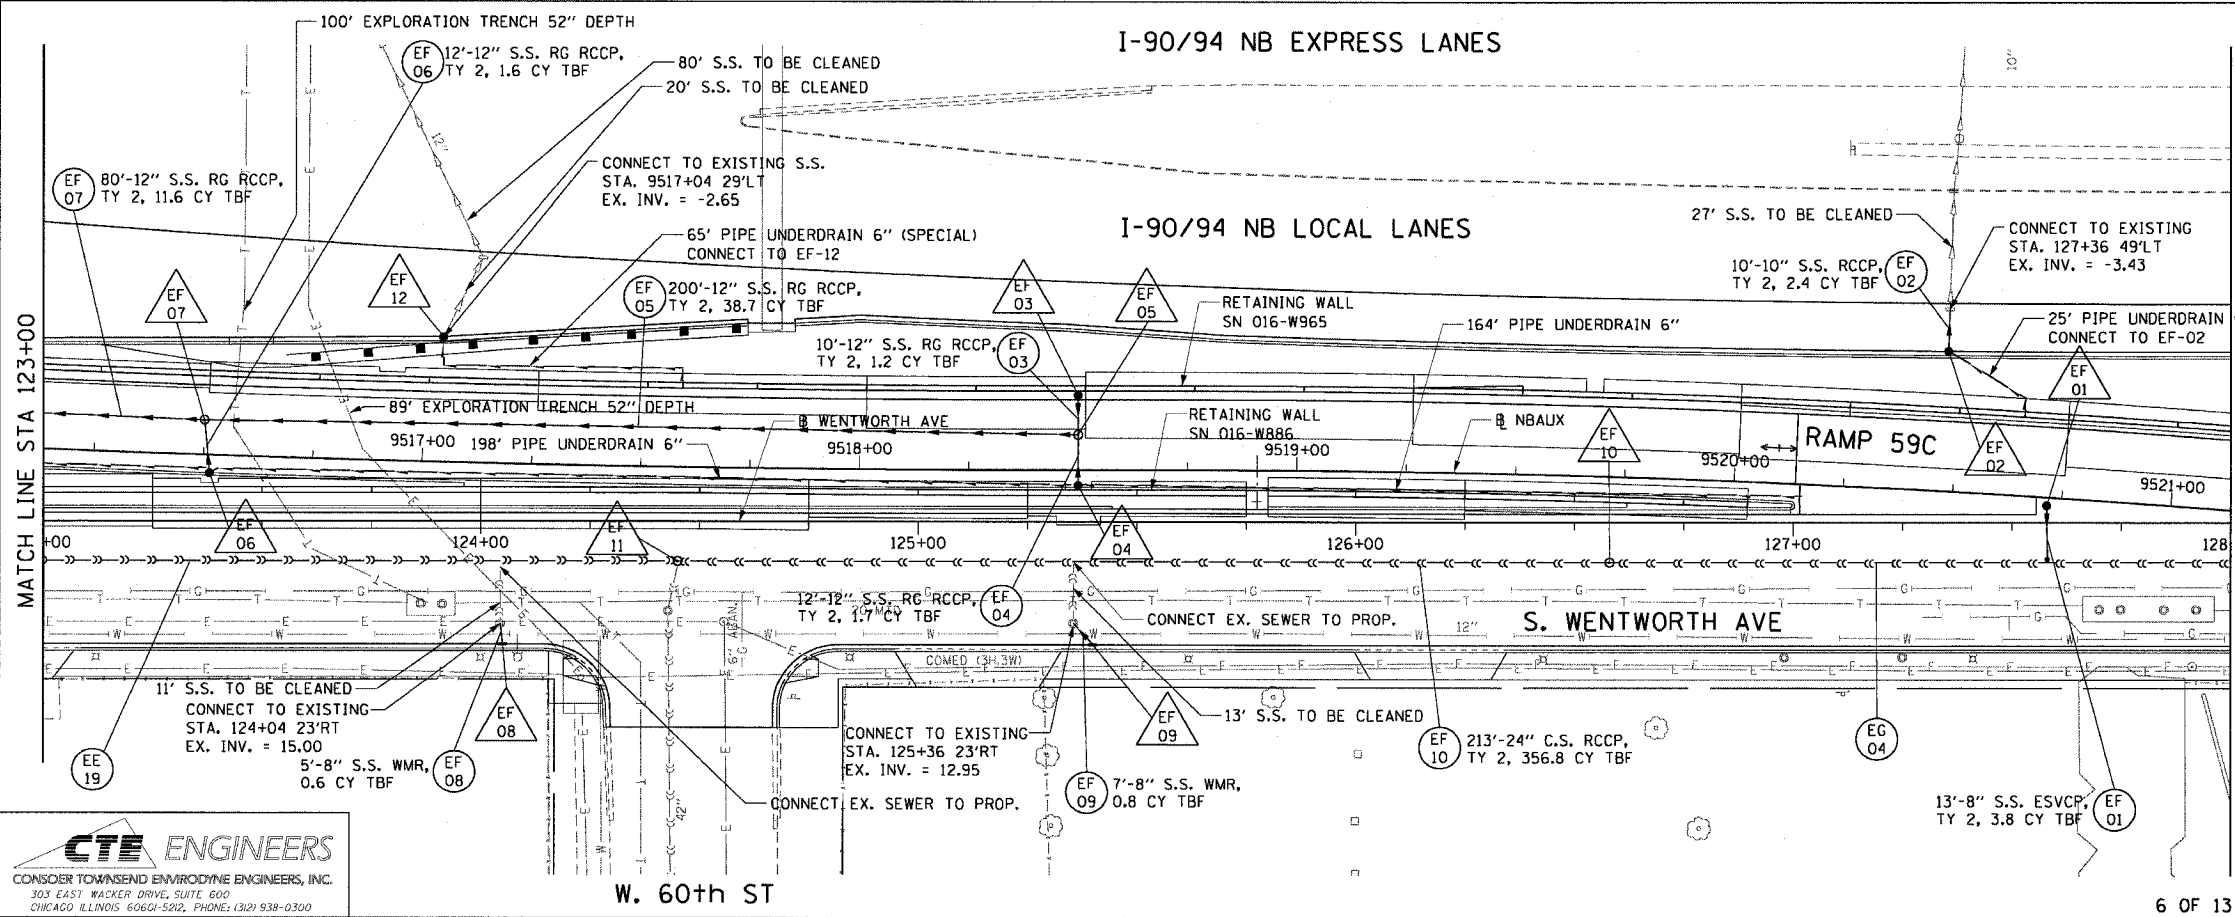 100' EXPLORATION TRENCH 52" DEPTH
EF
06
12'-12" S.S. RG RCCP,
TY 2, 1.6 CY TBF
80' S.S. TO BE CLEANED
20' S.S. TO BE CLEANED
I-90/94 NB EXPRESS LANES
10"
12"
EF
07
80'-12" S.S. RG RCCP,
TY 2, 11.6 CY TBF
CONNECT TO EXISTING S.S.
STA. 9517+04 29'LT
EX. INV. = -2.65
65' PIPE UNDERDRAIN 6" (SPECIAL)
CONNECT TO EF-12
I-90/94 NB LOCAL LANES
27' S.S. TO BE CLEANED
CONNECT TO EXISTING
STA. 127+36 49'LT
EX. INV. = -3.43
10'-10" S.S. RCCP,
TY 2, 2.4 CY TBF
EF
02
EF
07
EF
12
EF
05
200'-12" S.S. RG RCCP,
TY 2, 38.7 CY TBF
EF
03
EF
05
RETAINING WALL
SN 016-W965
164' PIPE UNDERDRAIN 6"
25' PIPE UNDERDRAIN
CONNECT TO EF-02
10'-12" S.S. RG RCCP,
TY 2, 1.2 CY TBF
EF
03
EF
01
MATCH LINE STA 123+00
89' EXPLORATION TRENCH 52" DEPTH
B WENTWORTH AVE
RETAINING WALL
SN 016-W886
B NBAUX
EF
10
RAMP 59C
EF
02
9517+00
198' PIPE UNDERDRAIN 6"
9518+00
9519+00
9520+00
9521+00
EF
06
EF
11
EF
04
+00
124+00
125+00
126+00
127+00
128
12'-12" S.S. RG RCCP,
TY 2, 1.7 CY TBF
EF
04
CONNECT EX. SEWER TO PROP.
12"
S. WENTWORTH AVE
6" ABAN.
COMED (3H,3W)
11' S.S. TO BE CLEANED
CONNECT TO EXISTING
STA. 124+04 23'RT
EX. INV. = 15.00
EF
08
EE
19
5'-8" S.S. WMR,
0.6 CY TBF
EF
08
42"
CONNECT EX. SEWER TO PROP.
CONNECT TO EXISTING
STA. 125+36 23'RT
EX. INV. = 12.95
EF
09
13' S.S. TO BE CLEANED
EF
09
7'-8" S.S. WMR,
0.8 CY TBF
EF
10
213'-24" C.S. RCCP,
TY 2, 356.8 CY TBF
EG
04
13'-8" S.S. ESVCP,
TY 2, 3.8 CY TBF
EF
01
CTE ENGINEERS
CONSOER TOWNSEND ENVIRODYNE ENGINEERS, INC.
303 EAST WACKER DRIVE, SUITE 600
CHICAGO ILLINOIS 60601-5212, PHONE: (312) 938-0300
W. 60th ST
6 OF 13